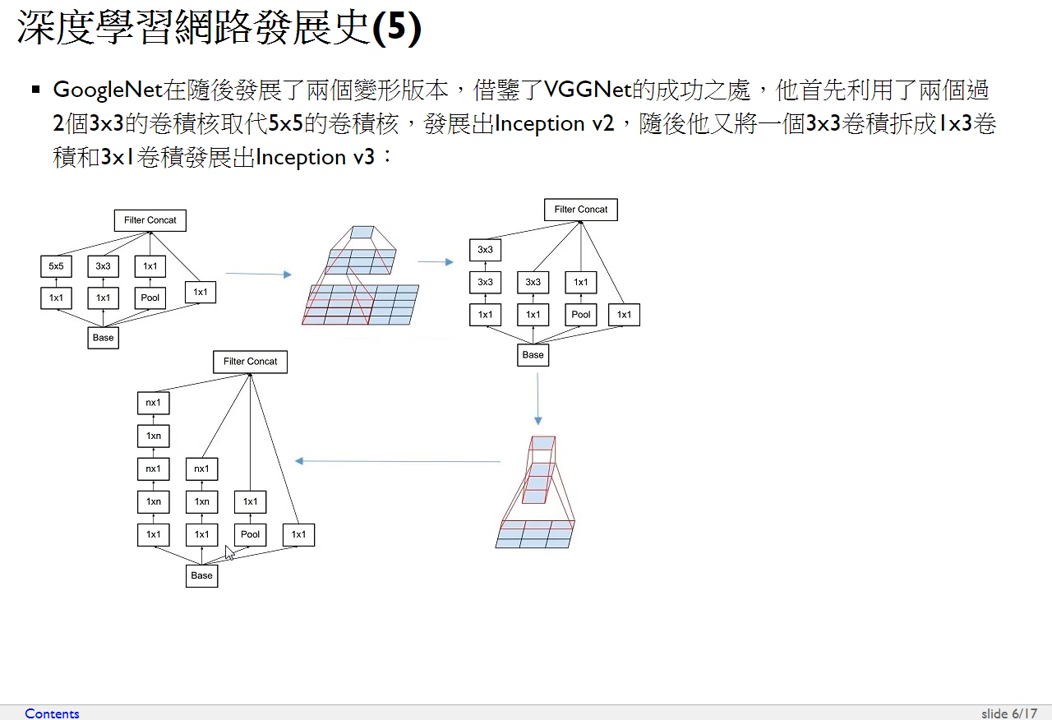 深度學習網路發展史(5)
GoogleNet在隨後發展了兩個變形版本，借鑒了VGGNet的成功之處，他首先利用了兩個過
2個3x3的卷積核取代5x5的卷積核，發展出Inception v2，隨後他又將一個3x3卷積拆成1x3卷
積和3x1卷積發展出Inception v3：
Filter Concat
5x5 3x3 1x1
1x1 1x1 Pool 1x1
Base
Filter Concat
3x3
3x3 3x3 1x1
1x1 1x1 Pool 1x1
Base
Filter Concat
nx1
1xn
nx1 nx1
1xn 1xn 1x1
1x1 1x1 Pool 1x1
Base
Contents
slide 6/17